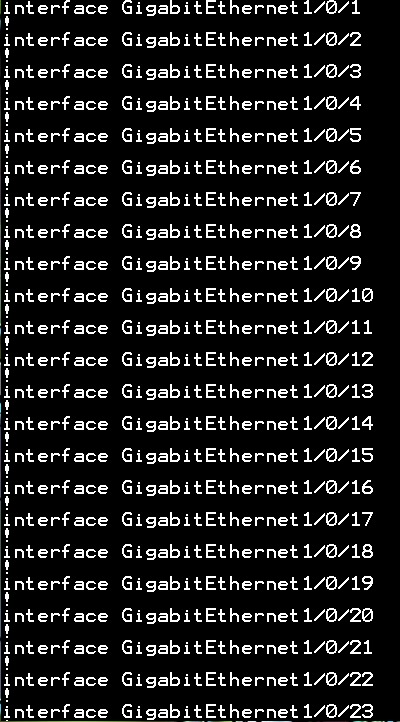 interface GigabitEthernet1/0/1
!
interface GigabitEthernet1/0/2
!
interface GigabitEthernet1/0/3
!
interface GigabitEthernet1/0/4
!
interface GigabitEthernet1/0/5
!
interface GigabitEthernet1/0/6
!
interface GigabitEthernet1/0/7
!
interface GigabitEthernet1/0/8
!
interface GigabitEthernet1/0/9
!
interface GigabitEthernet1/0/10
!
interface GigabitEthernet1/0/11
!
interface GigabitEthernet1/0/12
!
interface GigabitEthernet1/0/13
!
interface GigabitEthernet1/0/14
!
interface GigabitEthernet1/0/15
!
interface GigabitEthernet1/0/16
!
interface GigabitEthernet1/0/17
!
interface GigabitEthernet1/0/18
!
interface GigabitEthernet1/0/19
!
interface GigabitEthernet1/0/20
!
interface GigabitEthernet1/0/21
!
interface GigabitEthernet1/0/22
!
interface GigabitEthernet1/0/23